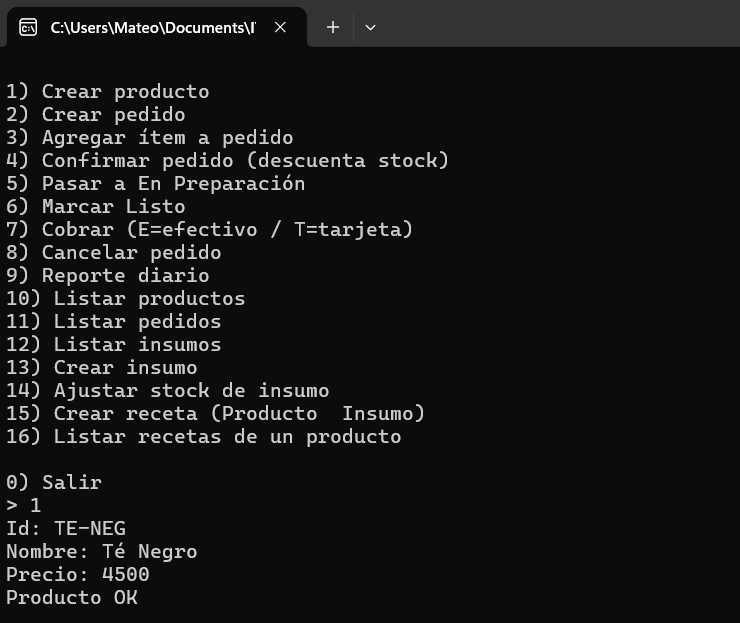 C:\Users\Mateo\Documents\I
1) Crear producto
2) Crear pedido
3) Agregar ítem a pedido
4) Confirmar pedido (descuenta stock)
5) Pasar a En Preparación
6) Marcar Listo
7) Cobrar (E=efectivo / T=tarjeta)
8) Cancelar pedido
9) Reporte diario
10) Listar productos
11) Listar pedidos
12) Listar insumos
13) Crear insumo
14) Ajustar stock de insumo
15) Crear receta (Producto  Insumo)
16) Listar recetas de un producto
0) Salir
> 1
Id: TE-NEG
Nombre: Té Negro
Precio: 4500
Producto OK